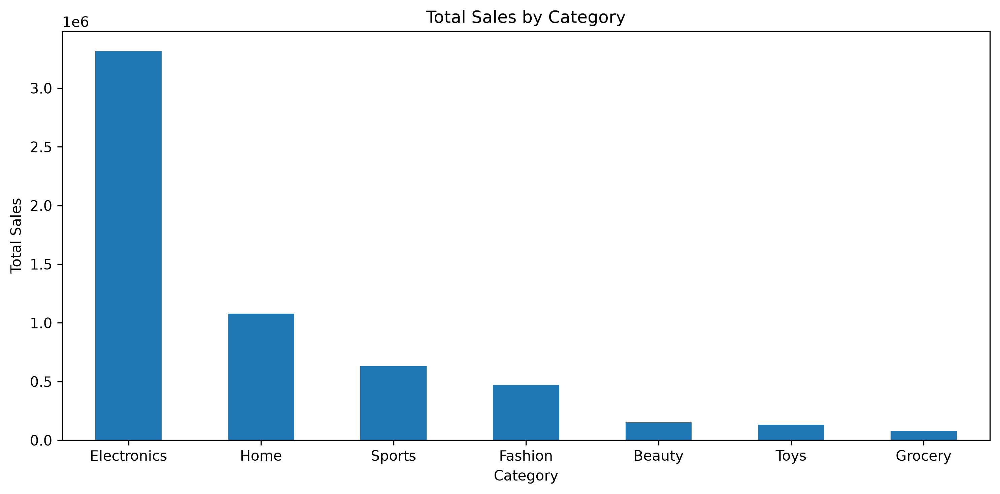 Total Sales by Category
1e6
3.0
2.5
2.0
1.5
1.0
0.5
0.0
Total Sales
Electronics Home Sports Fashion Beauty Toys Grocery
Category